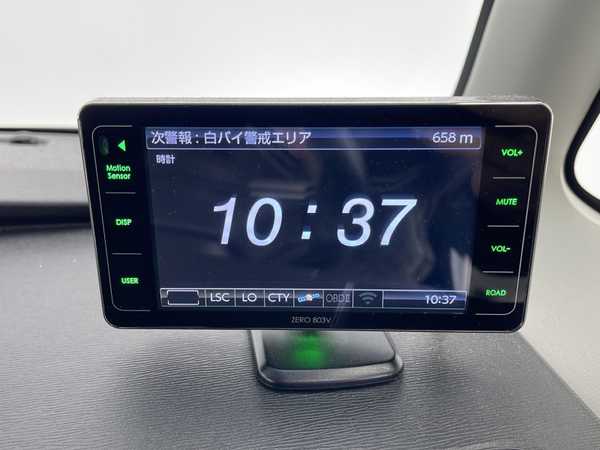 次警報 : 白バイ警戒エリア 658 m
時計
10 : 37
Motion
Sensor
DISP
USER
VOL+
MUTE
VOL-
ROAD
LSC LO CTY OBDⅡ 10:37
ZERO 803V